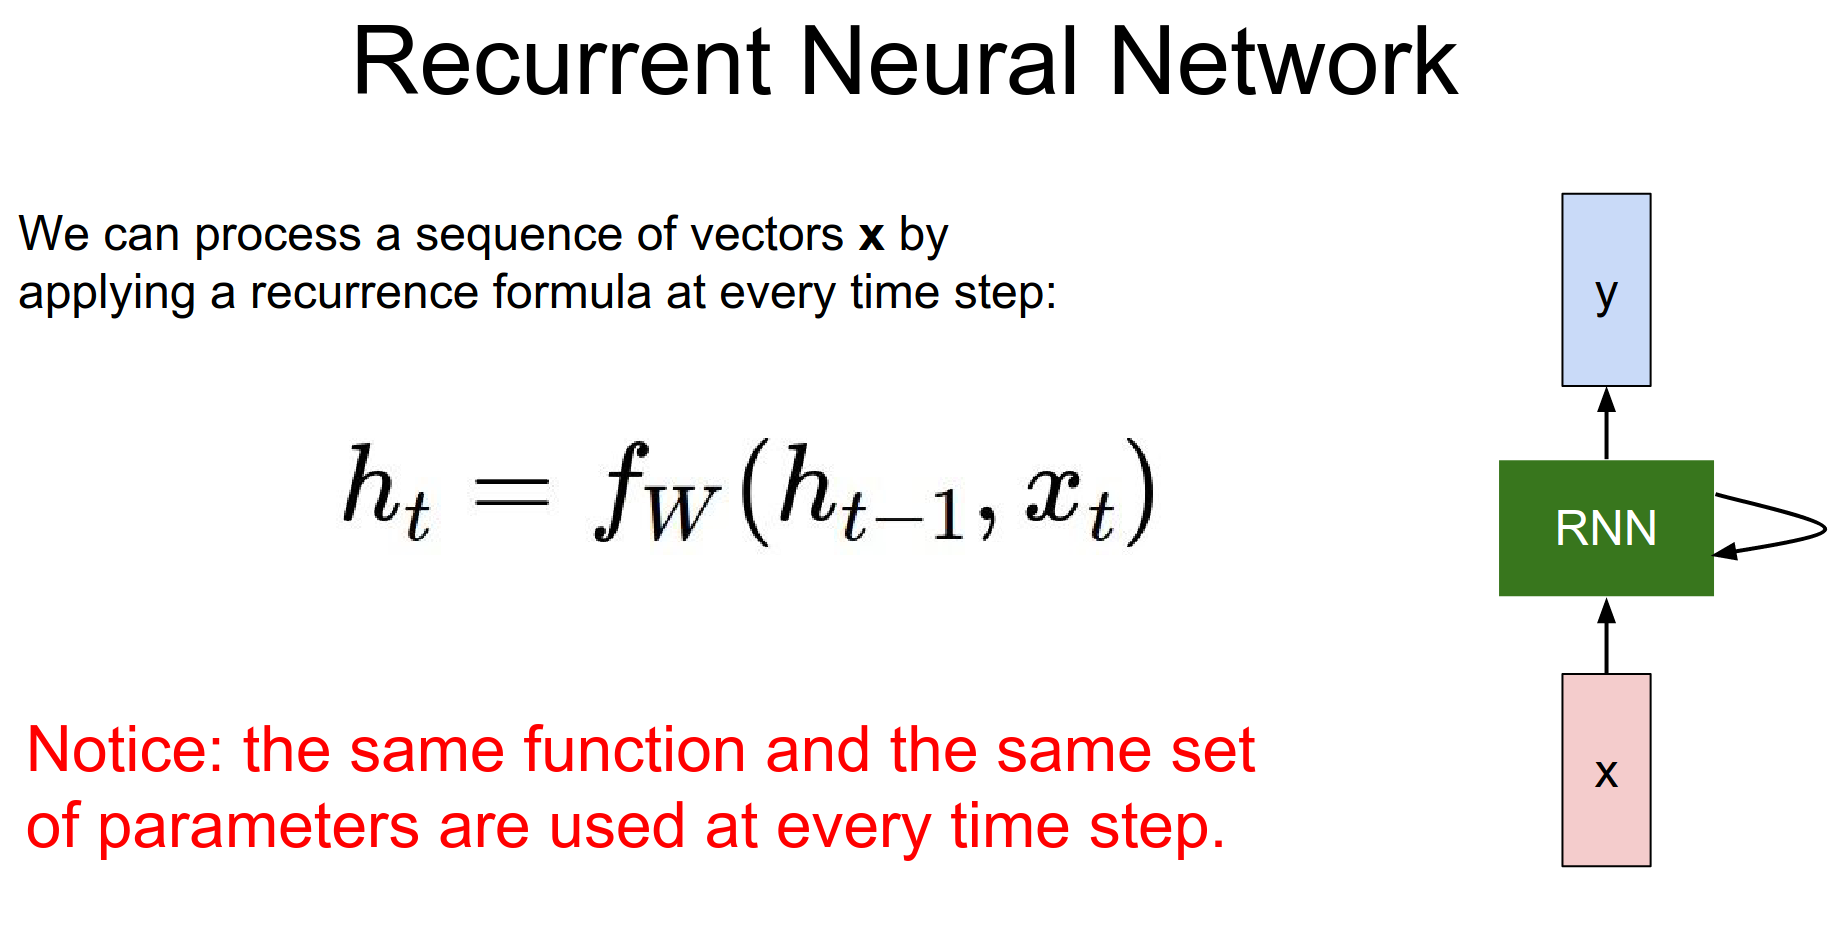 Recurrent Neural Network
We can process a sequence of vectors x by
applying a recurrence formula at every time step:
h_t = f_W(h_{t-1}, x_t)
Notice: the same function and the same set
of parameters are used at every time step.
y
RNN
x